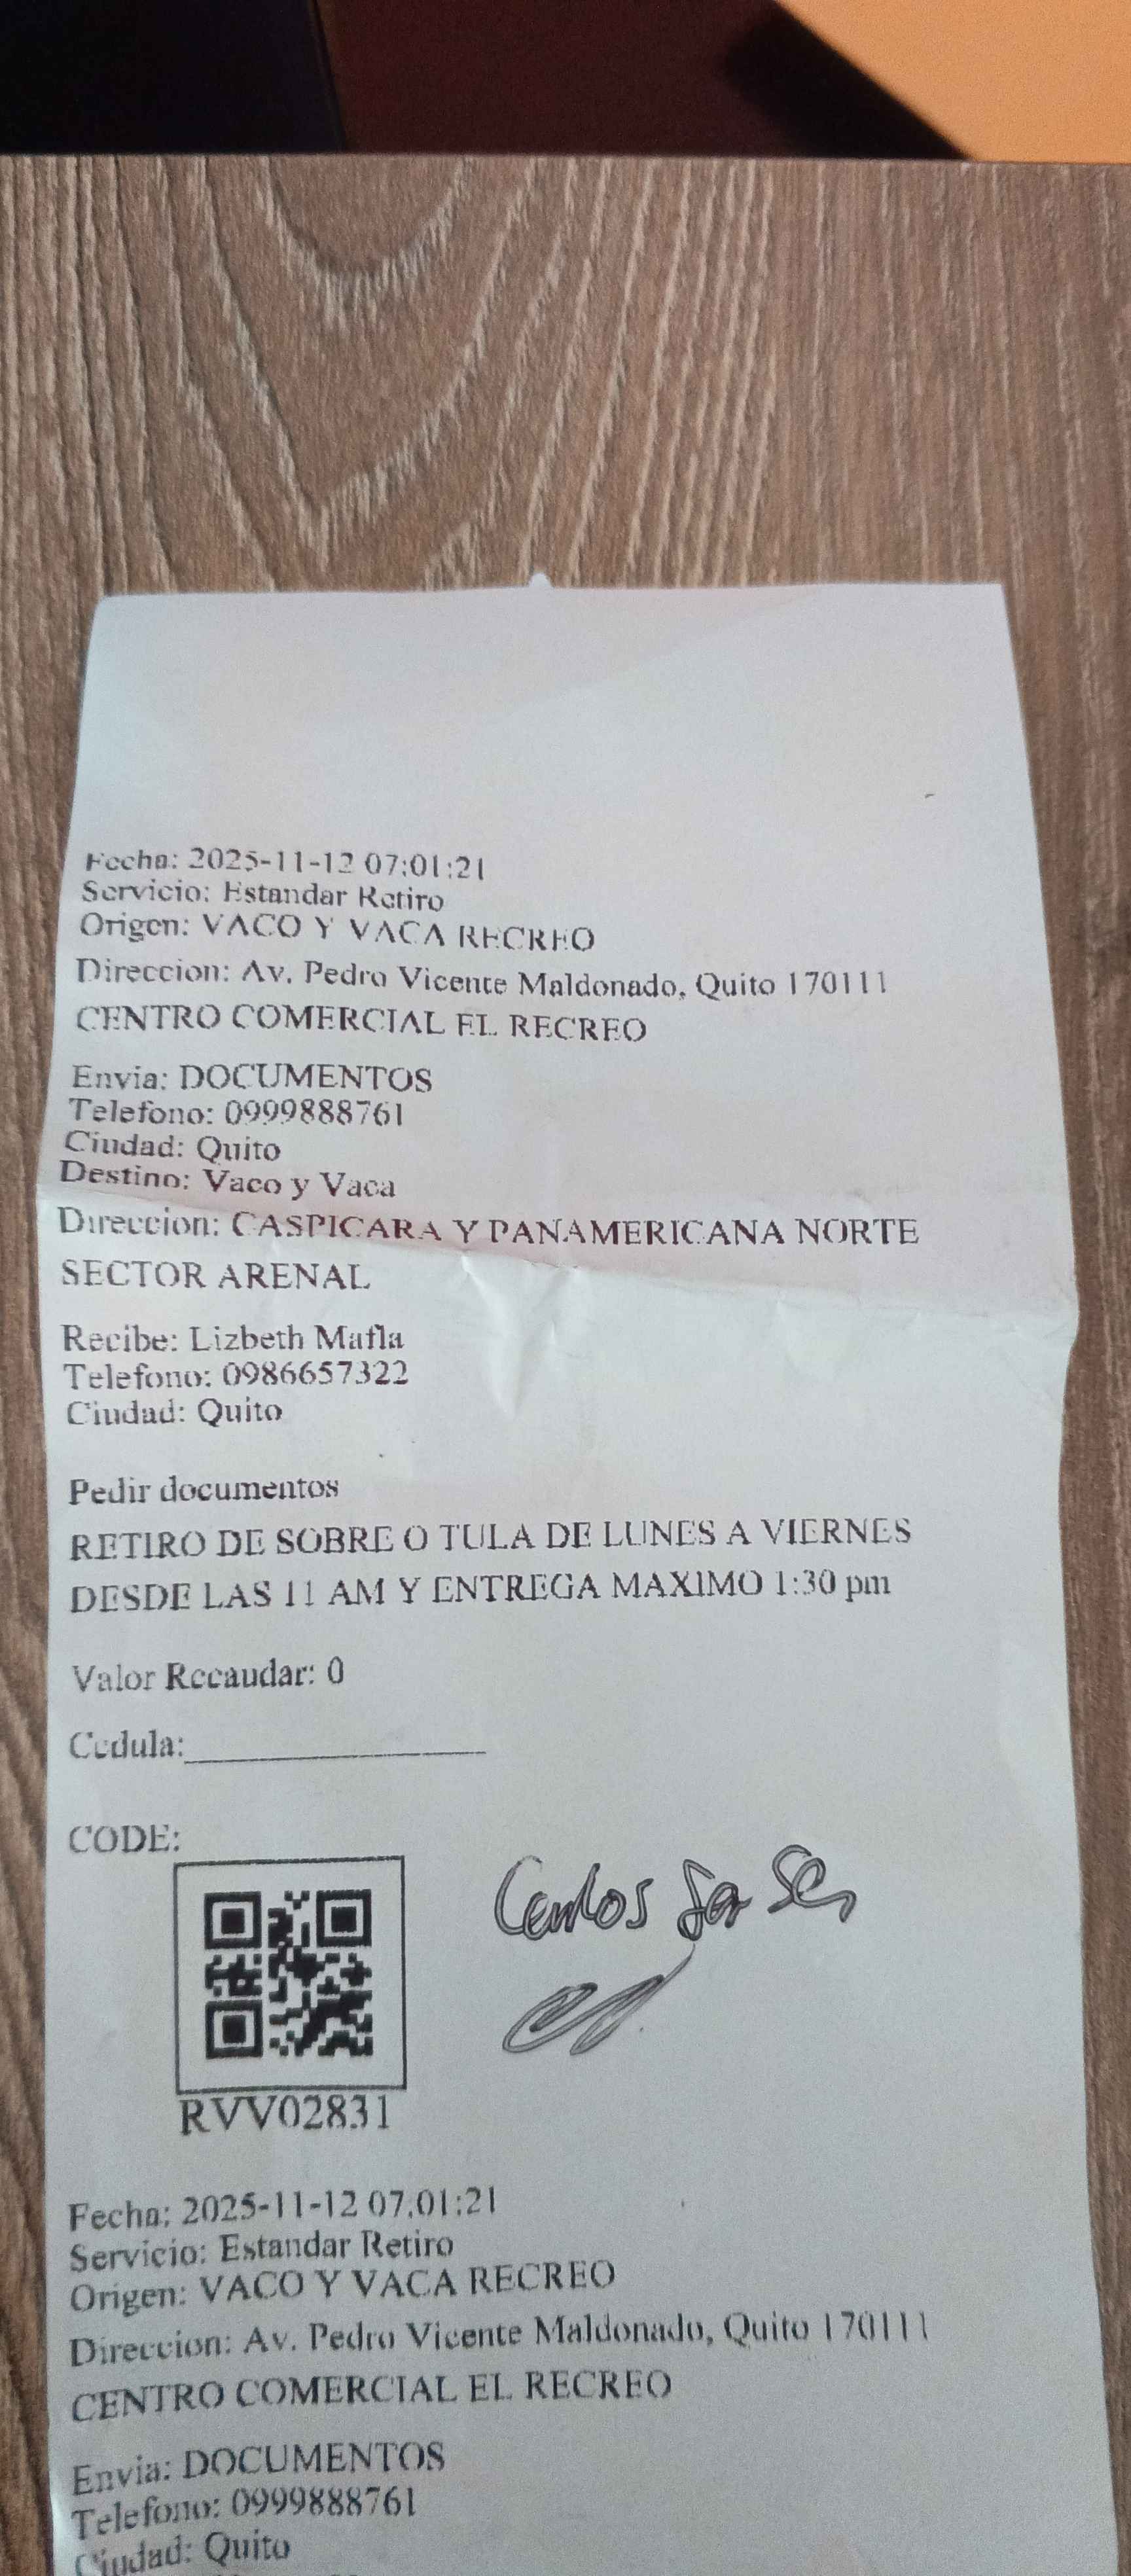 Fecha: 2025-11-12 07:01:21
Servicio: Estandar Retiro
Origen: VACO Y VACA RECREO
Direccion: Av. Pedro Vicente Maldonado, Quito 170111
CENTRO COMERCIAL EL RECREO
Envia: DOCUMENTOS
Telefono: 0999888761
Ciudad: Quito
Destino: Vaco y Vaca
Direccion: CASPICARA Y PANAMERICANA NORTE
SECTOR ARENAL
Recibe: Lizbeth Mafla
Telefono: 0986657322
Ciudad: Quito
Pedir documentos
RETIRO DE SOBRE O TULA DE LUNES A VIERNES
DESDE LAS 11 AM Y ENTREGA MAXIMO 1:30 pm
Valor Recaudar: 0
Cedula:
CODE:
Carlos
RVV02831
Fecha: 2025-11-12 07:01:21
Servicio: Estandar Retiro
Origen: VACO Y VACA RECREO
Direccion: Av. Pedro Vicente Maldonado, Quito 170111
CENTRO COMERCIAL EL RECREO
Envia: DOCUMENTOS
Telefono: 0999888761
Ciudad: Quito